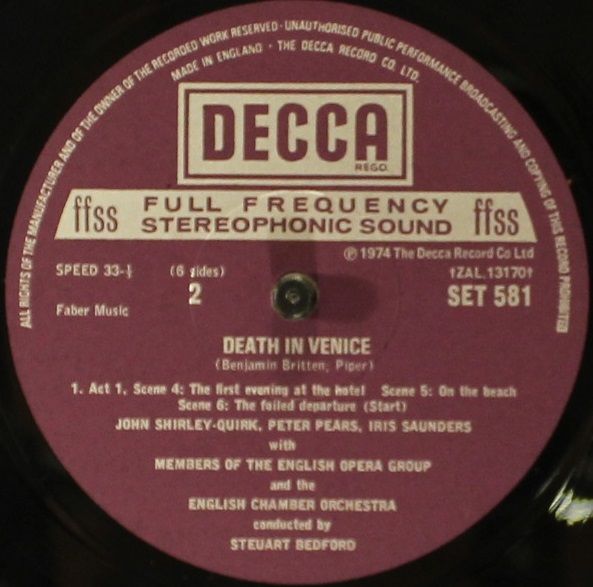 ALL RIGHTS OF THE MANUFACTURER AND OF THE OWNER OF THE RECORDED WORK RESERVED · UNAUTHORISED PUBLIC PERFORMANCE BROADCASTING AND COPYING OF THIS RECORD PROHIBITED
MADE IN ENGLAND · THE DECCA RECORD CO. LTD.
DECCA
REGD.
ffss FULL FREQUENCY ffss
STEREOPHONIC SOUND
℗ 1974 The Decca Record Co Ltd
SPEED 33-⅓ (6 sides) †ZAL.13170†
2 SET 581
Faber Music
DEATH IN VENICE
(Benjamin Britten; Piper)
1. Act 1, Scene 4: The first evening at the hotel Scene 5: On the beach
Scene 6: The foiled departure (Start)
JOHN SHIRLEY-QUIRK, PETER PEARS, IRIS SAUNDERS
with
MEMBERS OF THE ENGLISH OPERA GROUP
and the
ENGLISH CHAMBER ORCHESTRA
conducted by
STEUART BEDFORD